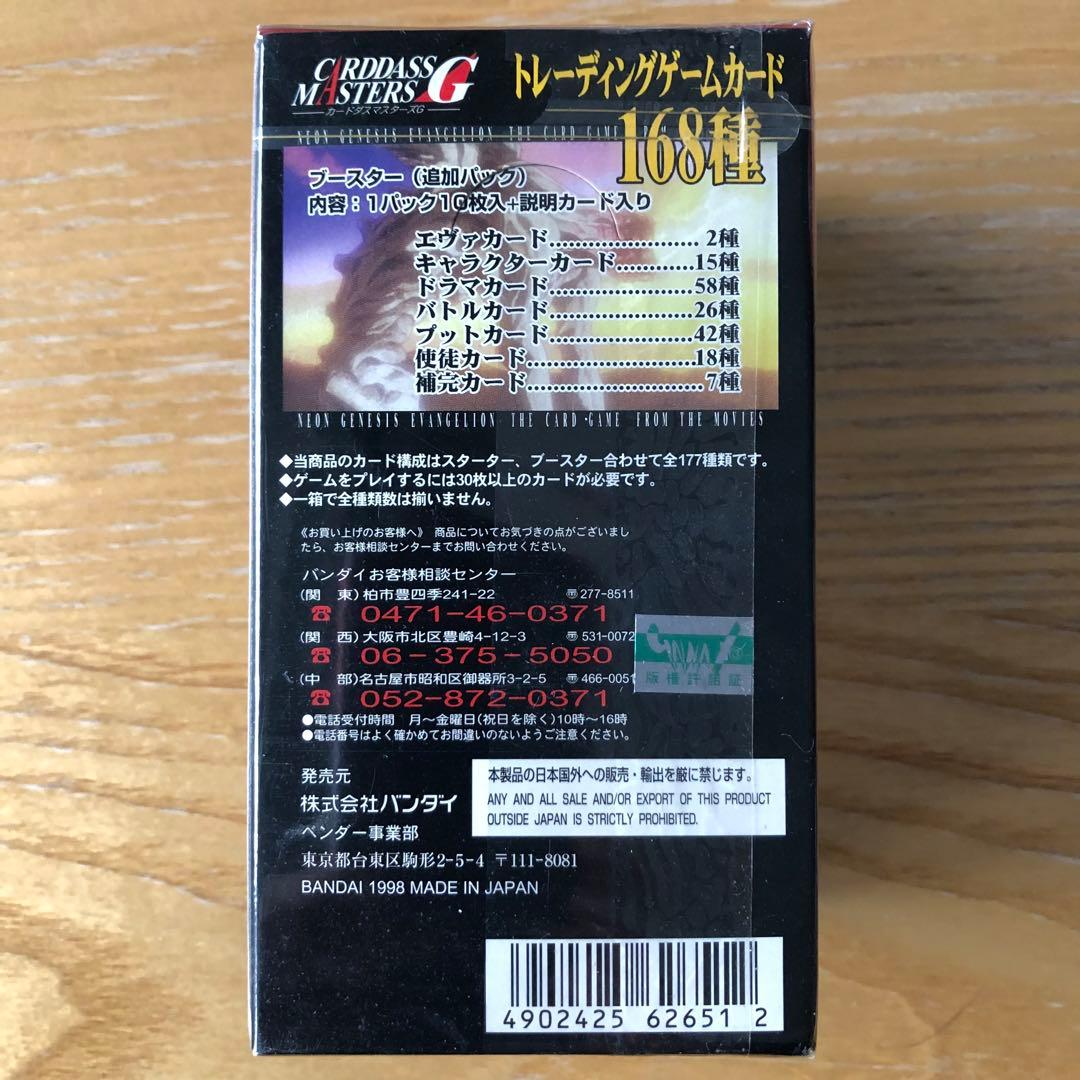 CARDDASS
MASTERS G
カードダスマスターズG
トレーディングゲームカード
168種
NEON GENESIS EVANGELION THE CARD GAME
ブースター（追加パック）
内容：1パック10枚入+説明カード入り
エヴァカード......................2種
キャラクターカード............15種
ドラマカード......................58種
バトルカード......................26種
プットカード......................42種
使徒カード.........................18種
補完カード...........................7種
NEON GENESIS EVANGELION THE CARD・GAME FROM THE MOVIES
◆当商品のカード構成はスターター、ブースター合わせて全177種類です。
◆ゲームをプレイするには30枚以上のカードが必要です。
◆一箱で全種類数は揃いません。
《お買い上げのお客様へ》 商品についてお気づきの点がございまし
たら、お客様相談センターまでお問い合わせください。
バンダイお客様相談センター
(関 東)柏市豊四季241-22 〒277-8511
☎ 0471-46-0371
(関 西)大阪市北区豊崎4-12-3 〒531-0072
☎ 06-375-5050
(中 部)名古屋市昭和区御器所3-2-5 〒466-0051
☎ 052-872-0371
●電話受付時間 月～金曜日(祝日を除く)10時～16時
●電話番号はよく確かめてお間違いのないようご注意ください。
版権許諾証
発売元
株式会社バンダイ
ベンダー事業部
東京都台東区駒形2-5-4 〒111-8081
BANDAI 1998 MADE IN JAPAN
本製品の日本国外への販売・輸出を厳に禁じます。
ANY AND ALL SALE AND/OR EXPORT OF THIS PRODUCT
OUTSIDE JAPAN IS STRICTLY PROHIBITED.
4902425 62651 2